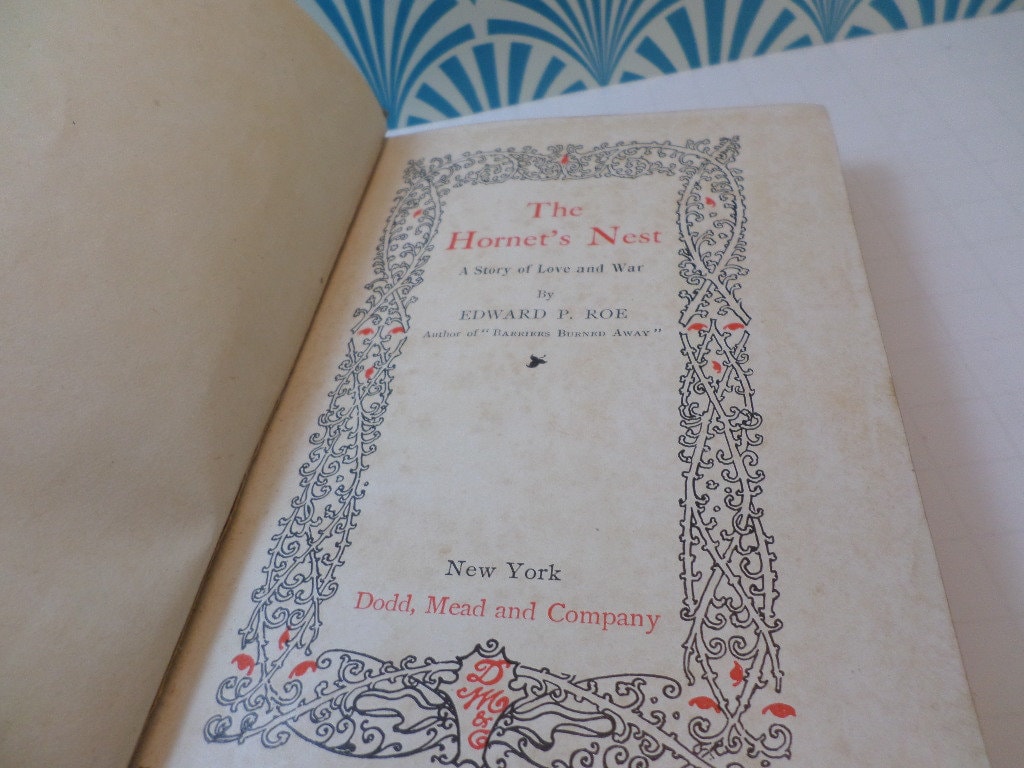 The
Hornet's Nest
A Story of Love and War
By
EDWARD P. ROE
Author of "BARRIERS BURNED AWAY"
New York
Dodd, Mead and Company
D
M &
C